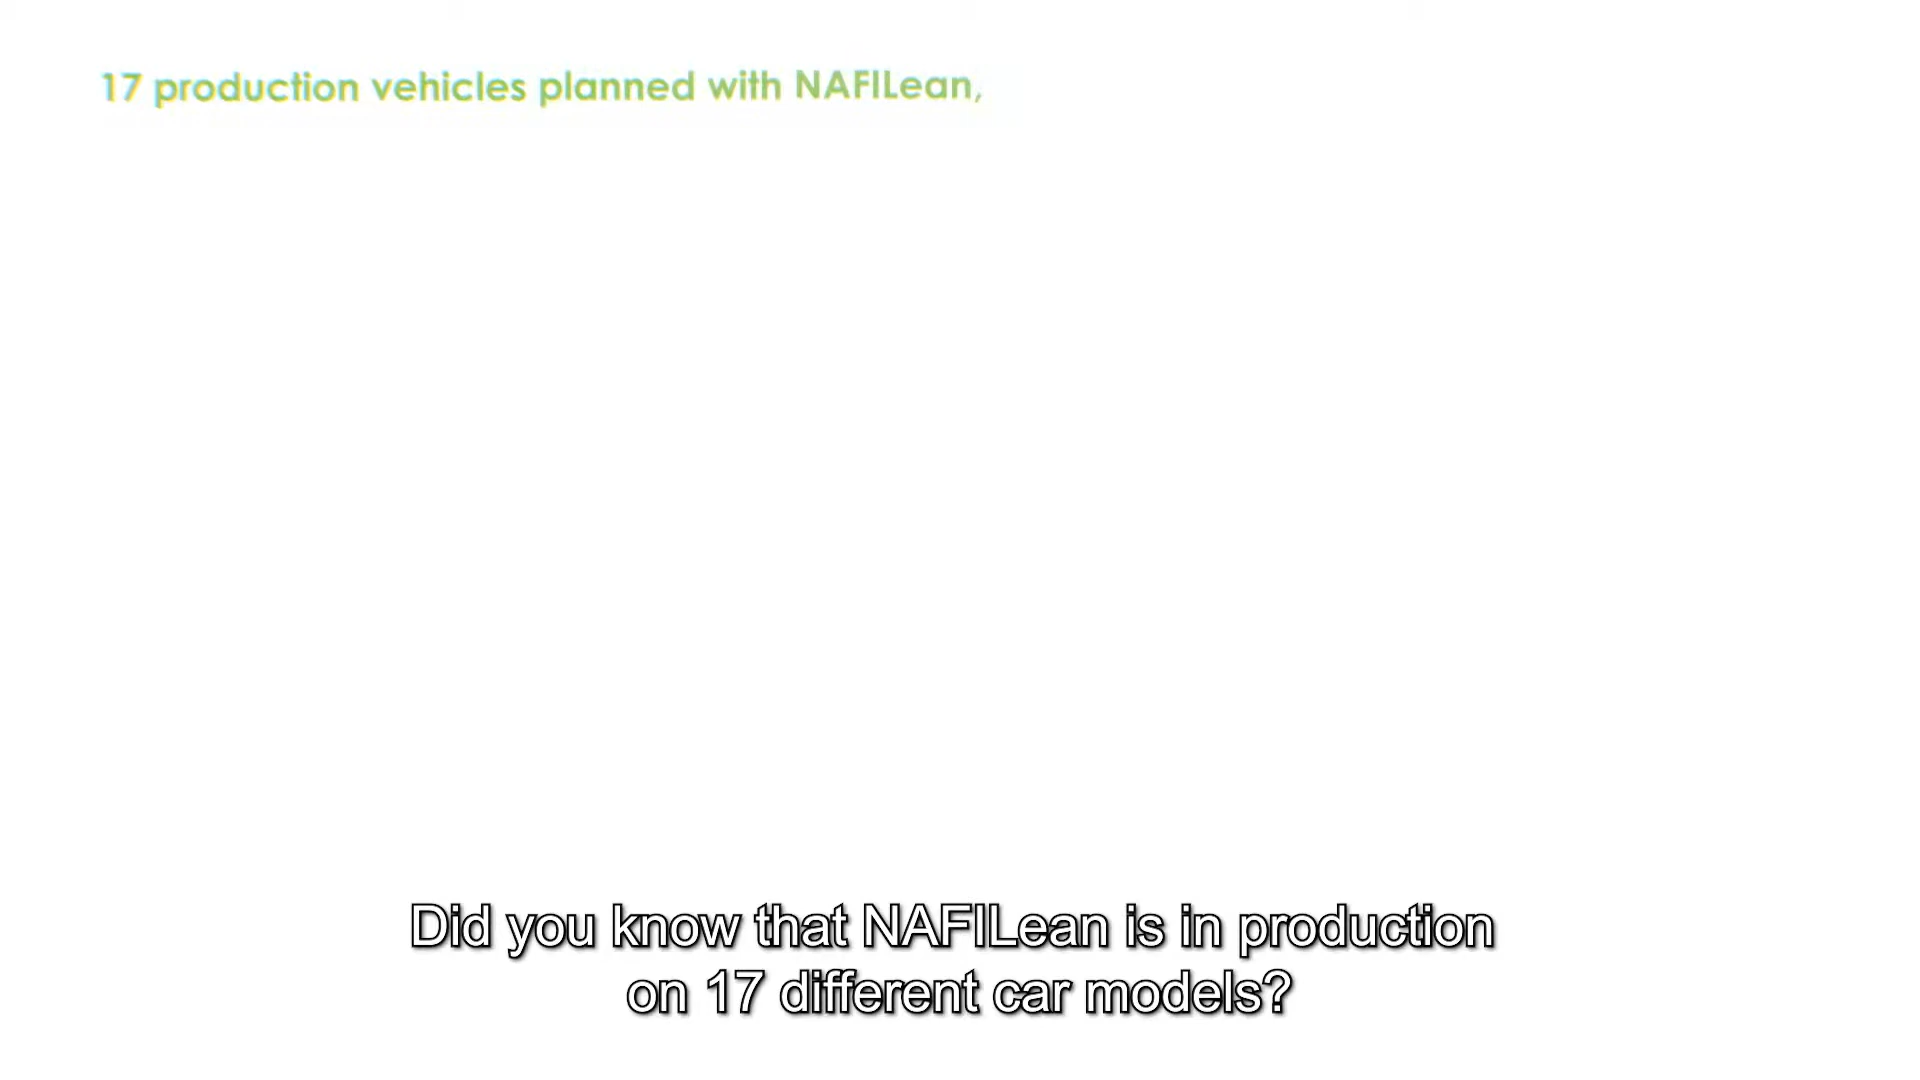 17 production vehicles planned with NAFILean,
Did you know that NAFILean is in production
on 17 different car models?